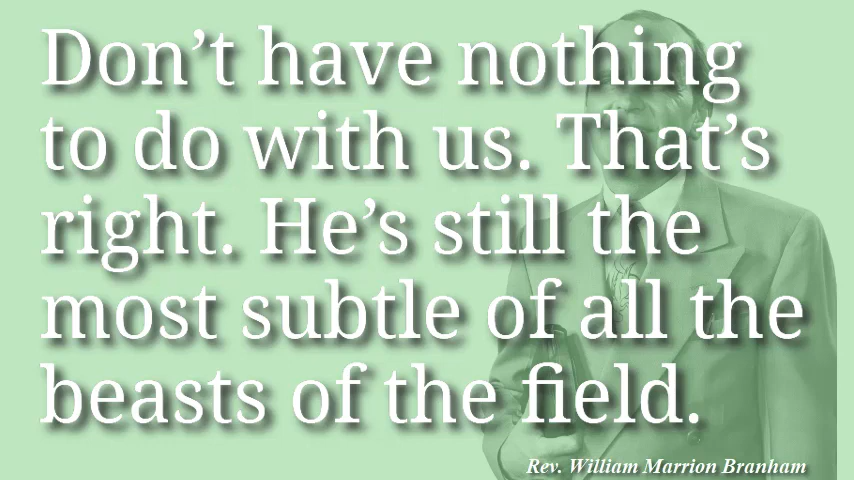 Don’t have nothing
to do with us. That’s
right. He’s still the
most subtle of all the
beasts of the field.
Rev. William Marrion Branham